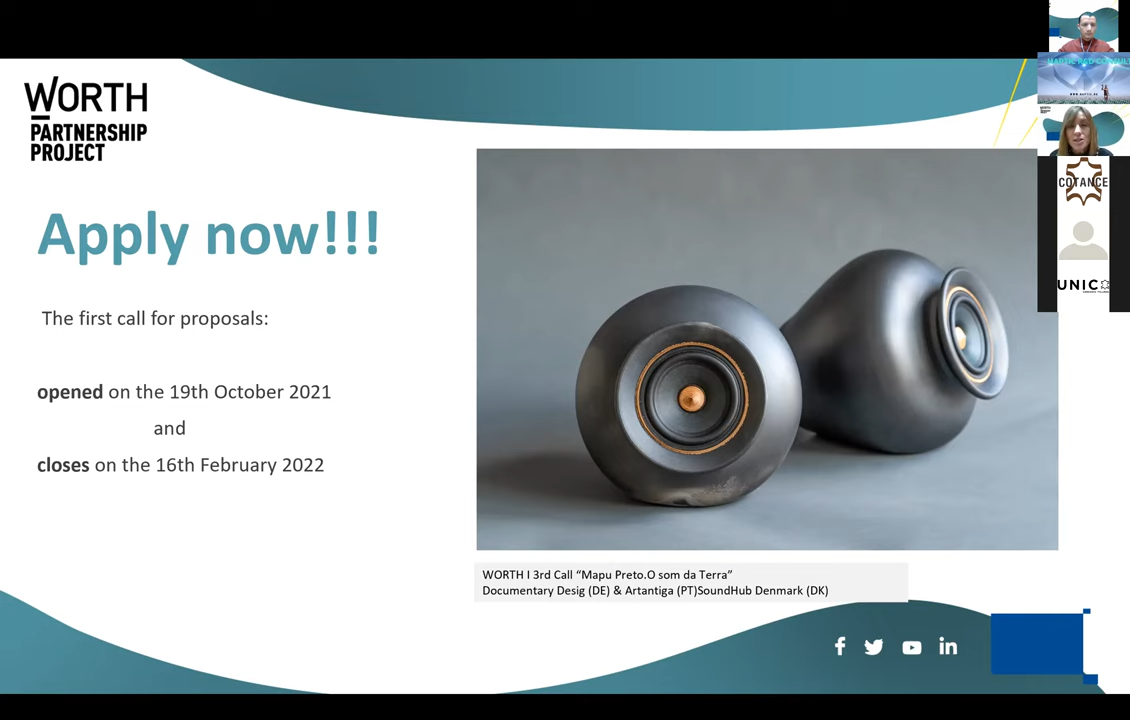 WORTH
PARTNERSHIP
PROJECT
Apply now!!!
The first call for proposals:
opened on the 19th October 2021
and
closes on the 16th February 2022
WORTH I 3rd Call “Mapu Preto.O som da Terra”
Documentary Desig (DE) & Artantiga (PT)SoundHub Denmark (DK)
COTANCE
UNIC